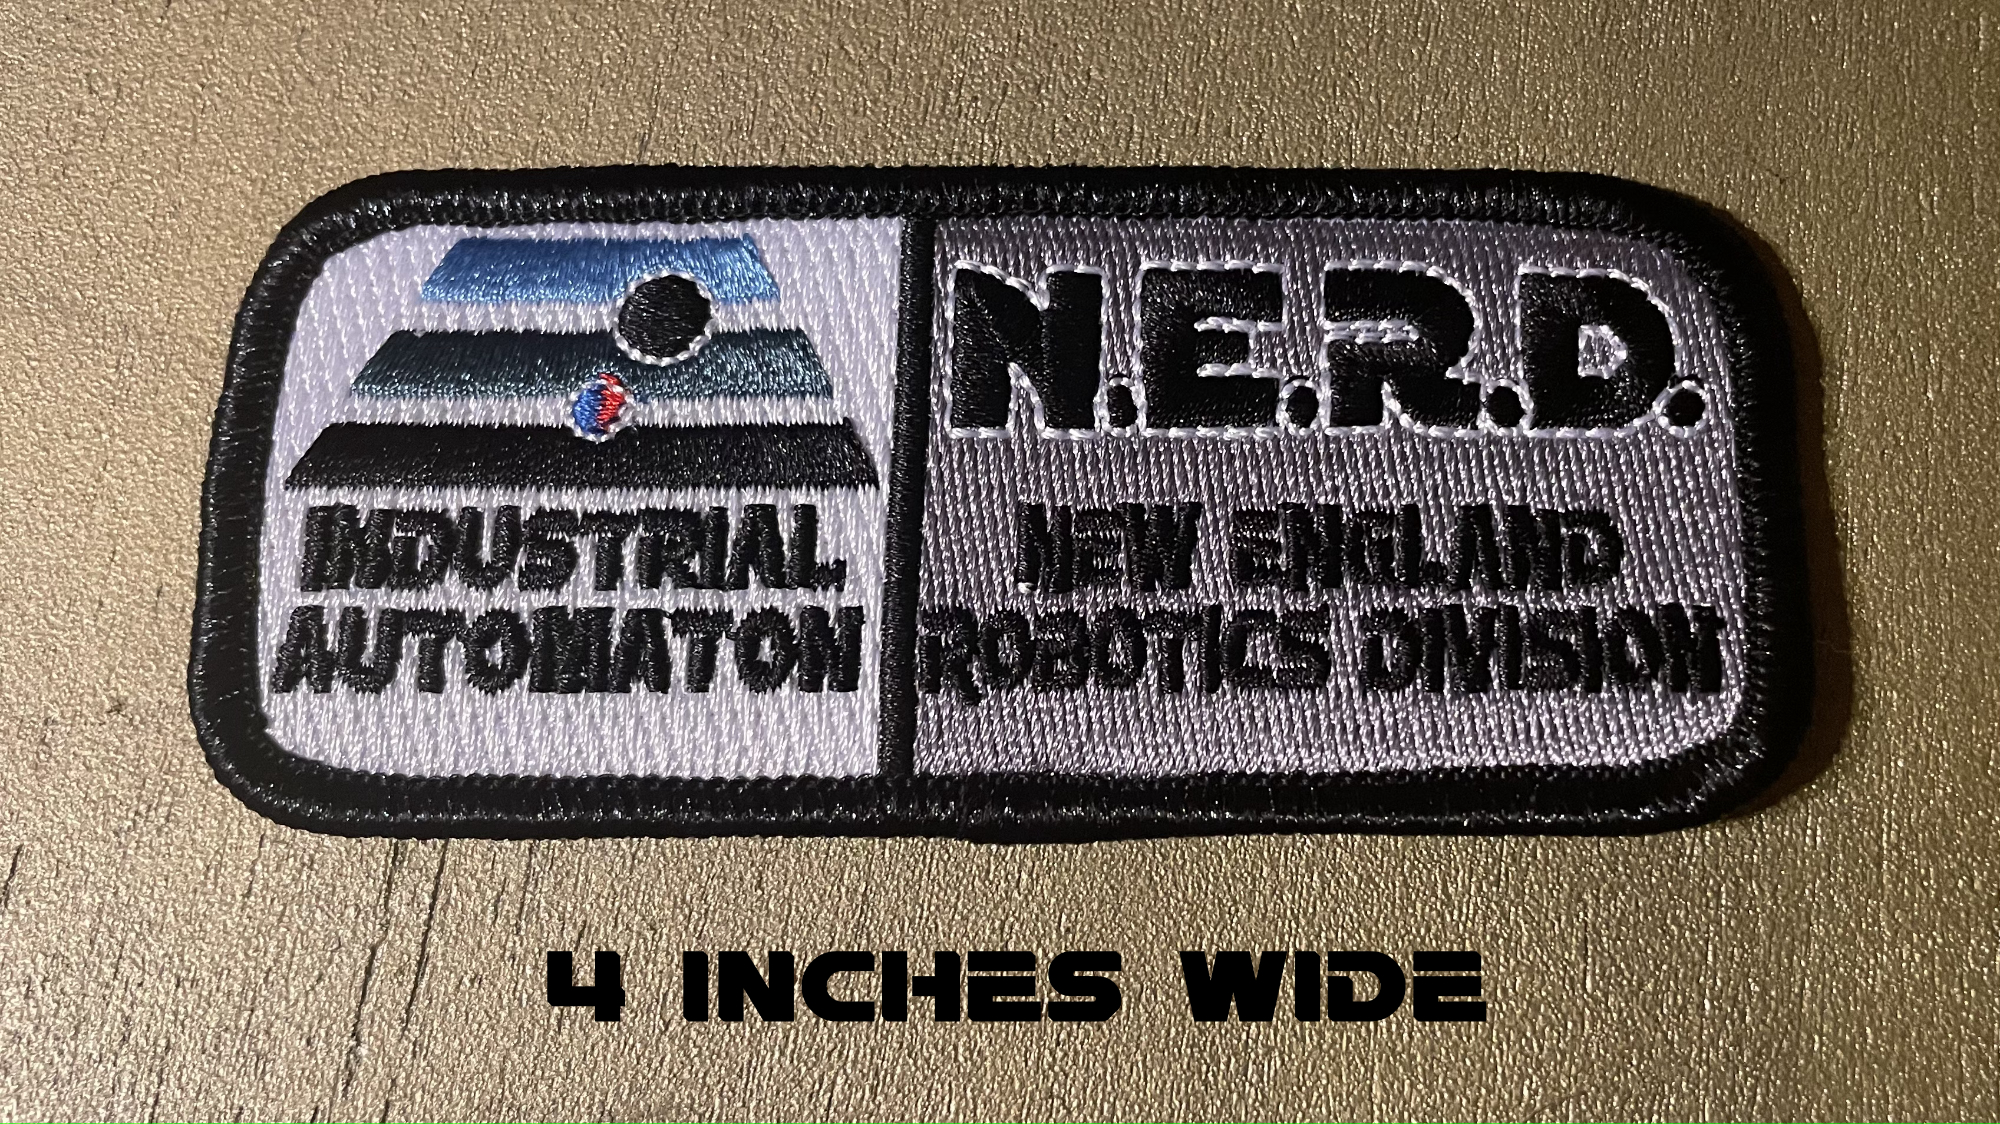 INDUSTRIAL
AUTOMATON
N.E.R.D.
NEW ENGLAND
ROBOTICS DIVISION
4 INCHES WIDE